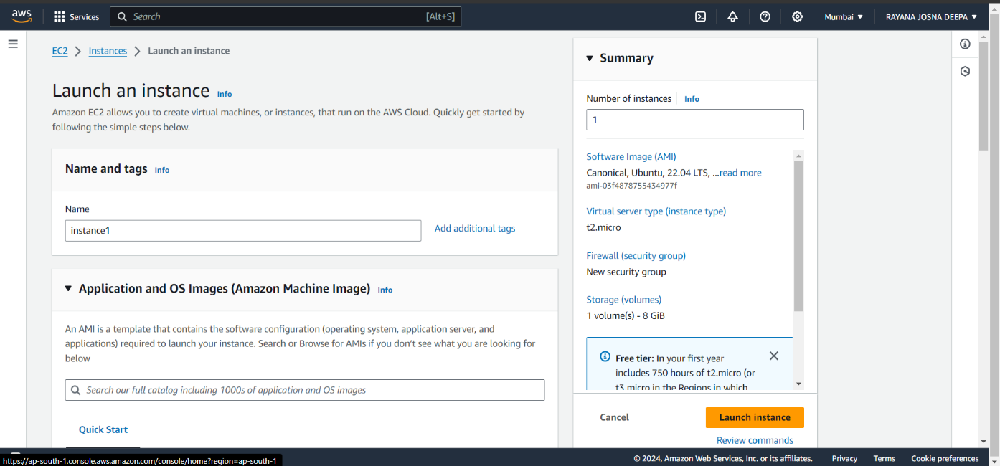 aws
Services
Search [Alt+S]
Mumbai ▼
RAYANA JOSNA DEEPA ▼
EC2 > Instances > Launch an instance
Launch an instance Info
Amazon EC2 allows you to create virtual machines, or instances, that run on the AWS Cloud. Quickly get started by
following the simple steps below.
Name and tags Info
Name
instance1
Add additional tags
Application and OS Images (Amazon Machine Image) Info
An AMI is a template that contains the software configuration (operating system, application server, and
applications) required to launch your instance. Search or Browse for AMIs if you don't see what you are looking for
below
Search our full catalog including 1000s of application and OS images
Quick Start
Summary
Number of instances Info
1
Software Image (AMI)
Canonical, Ubuntu, 22.04 LTS, ...read more
ami-03f4878755434977f
Virtual server type (instance type)
t2.micro
Firewall (security group)
New security group
Storage (volumes)
1 volume(s) - 8 GiB
Free tier: In your first year
includes 750 hours of t2.micro (or
t3.micro in the Regions in which
Cancel
Launch instance
Review commands
https://ap-south-1.console.aws.amazon.com/console/home?region=ap-south-1
© 2024, Amazon Web Services, Inc. or its affiliates.
Privacy
Terms
Cookie preferences